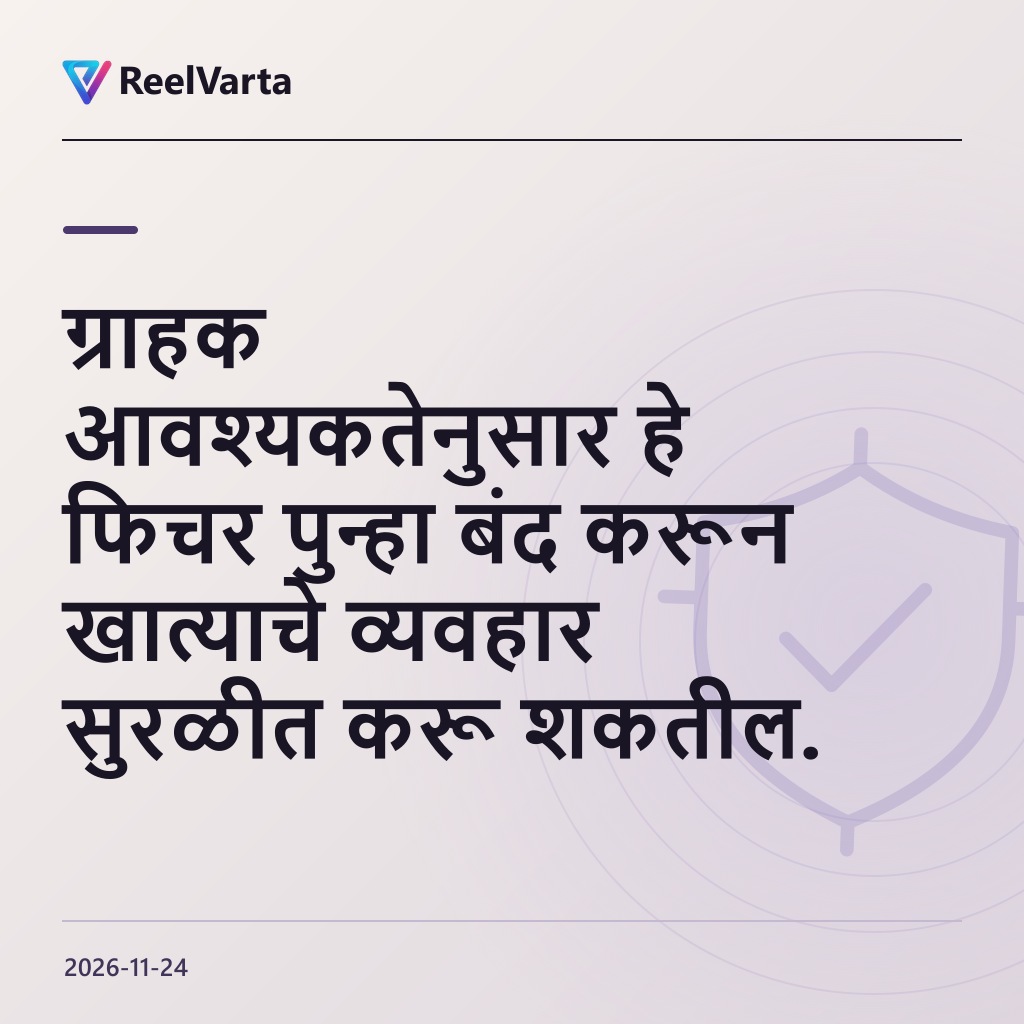 ReelVarta
ग्राहक
आवश्यकतेनुसार हे
फिचर पुन्हा बंद करून
खात्याचे व्यवहार
सुरळीत करू शकतील.
2026-11-24